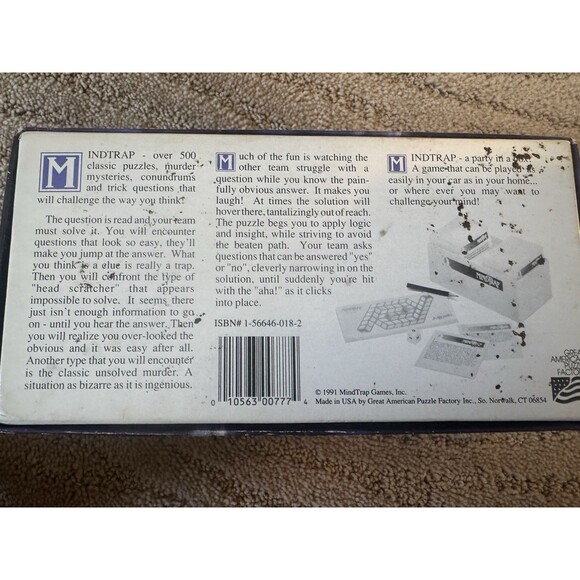 MINDTRAP - over 500
classic puzzles, murder
mysteries, conundrums
and trick questions that
will challenge the way you think!
The question is read and your team
must solve it. You will encounter
questions that look so easy, they'll
make you jump at the answer. What
you think is a clue is really a trap.
Then you will confront the type of
"head scratcher" that appears
impossible to solve. It seems there
just isn't enough information to go
on - until you hear the answer. Then
you will realize you over-looked the
obvious and it was easy after all.
Another type that you will encounter
is the classic unsolved murder. A
situation as bizarre as it is ingenious.
Much of the fun is watching the
other team struggle with a
question while you know the pain-
fully obvious answer. It makes you
laugh! At times the solution will
hover there, tantalizingly out of reach.
The puzzle begs you to apply logic
and insight, while striving to avoid
the beaten path. Your team asks
questions that can be answered "yes"
or "no", cleverly narrowing in on the
solution, until suddenly you're hit
with the "aha!" as it clicks
into place.
ISBN# 1-56646-018-2
0 10563 00777 4
MINDTRAP - a party in a box!
A game that can be played as
easily in your car as in your home...
or where ever you may want to
challenge your mind!
MINDTRAP
© 1991 MindTrap Games, Inc.
Made in USA by Great American Puzzle Factory Inc., So. Norwalk, CT 06854